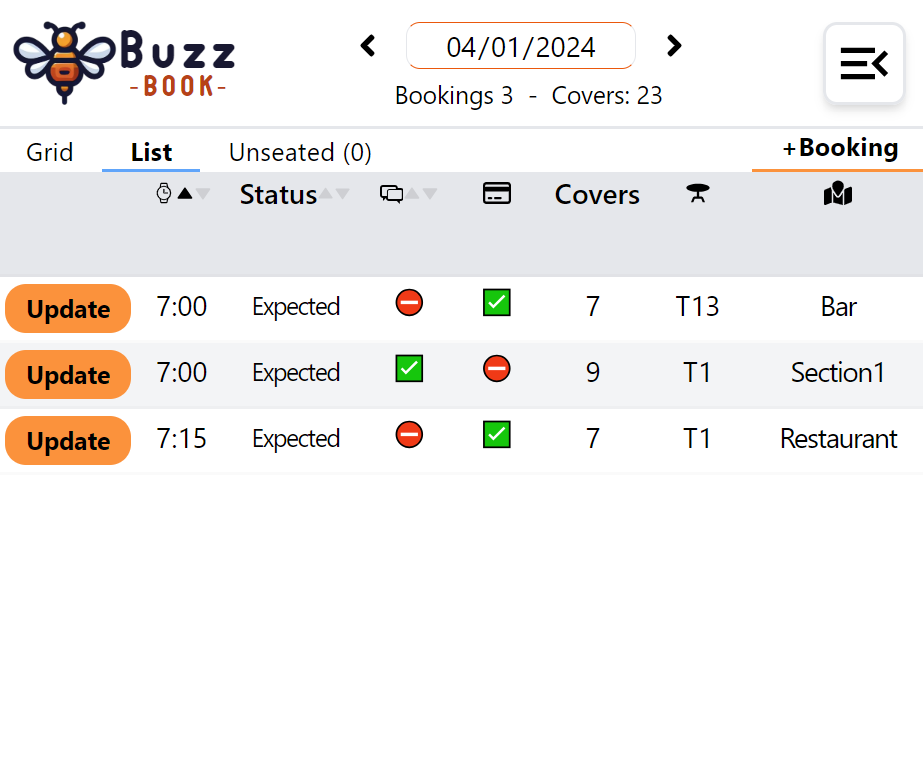 Buzz
-BOOK-
04/01/2024
Bookings 3 - Covers: 23
Grid List Unseated (0) +Booking
Status Covers
Update 7:00 Expected 7 T13 Bar
Update 7:00 Expected 9 T1 Section1
Update 7:15 Expected 7 T1 Restaurant